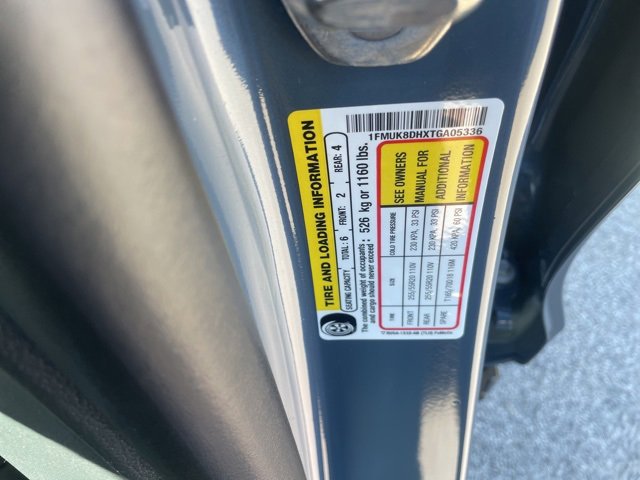 1FMUK8DHXTGA05336
TIRE AND LOADING INFORMATION
SEATING CAPACITY TOTAL: 6 FRONT: 2 REAR: 4
The combined weight of occupants
and cargo should never exceed : 526 kg or 1160 lbs.
TIRE SIZE COLD TIRE PRESSURE SEE OWNERS
FRONT 255/55R20 110V 230 KPA, 33 PSI MANUAL FOR
REAR 255/55R20 110V 230 KPA, 33 PSI ADDITIONAL
SPARE T165/70D18 116M 420 KPA, 60 PSI INFORMATION